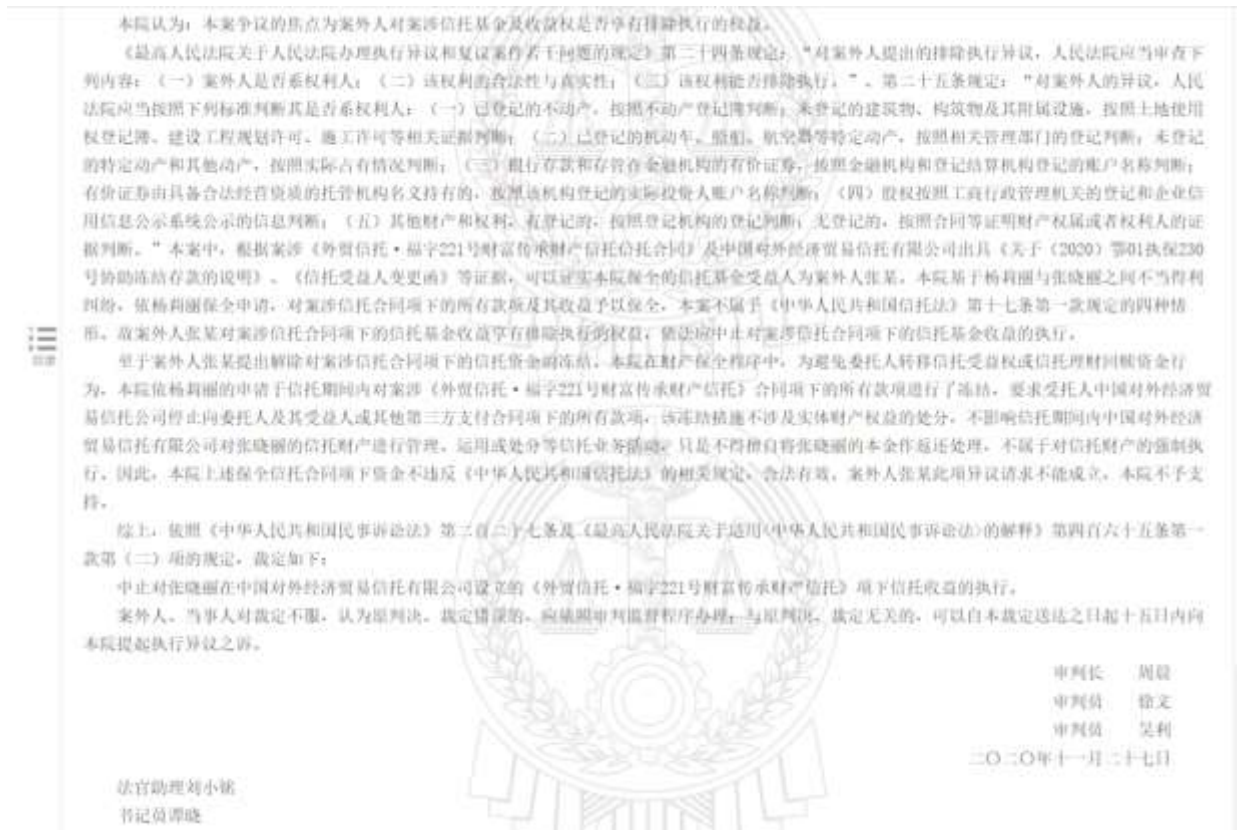 本院认为：本案争议的焦点为案外人对案涉信托基金及收益权是否享有排除执行的权益。
《最高人民法院关于人民法院办理执行异议和复议案件若干问题的规定》第二十四条规定：“对案外人提出的排除执行异议，人民法院应当审查下
列内容：（一）案外人是否系权利人；（二）该权利的合法性与真实性；（三）该权利能否排除执行。”、第二十五条规定：“对案外人的异议，人民
法院应当按照下列标准判断其是否系权利人：（一）已登记的不动产，按照不动产登记簿判断；未登记的建筑物、构筑物及其附属设施，按照土地使用
权登记簿、建设工程规划许可、施工许可等相关证据判断；（二）已登记的机动车、船舶、航空器等特定动产，按照相关管理部门的登记判断；未登记
的特定动产和其他动产，按照实际占有情况判断；（三）银行存款和存管在金融机构的有价证券，按照金融机构和登记结算机构登记的账户名称判断；
有价证券由具备合法经营资质的托管机构名义持有的，按照该机构登记的实际投资人账户名称判断；（四）股权按照工商行政管理机关的登记和企业信
用信息公示系统公示的信息判断；（五）其他财产和权利，有登记的，按照登记机构的登记判断；无登记的，按照合同等证明财产权属或者权利人的证
据判断。”本案中，根据案涉《外贸信托•福字221号财富传承财产信托信托合同》及中国对外经济贸易信托有限公司出具《关于（2020）鄂01执保230
号协助冻结存款的说明》、《信托受益人变更函》等证据，可以证实本院保全的信托基金受益人为案外人张某。本院基于杨莉丽与张晓丽之间不当得利
纠纷，依杨莉丽保全申请，对案涉信托合同项下的所有款项及其收益予以保全，本案不属于《中华人民共和国信托法》第十七条第一款规定的四种情
形。故案外人张某对案涉信托合同项下的信托基金收益享有排除执行的权益，依法应中止对案涉信托合同项下的信托基金收益的执行。
目录
至于案外人张某提出解除对案涉信托合同项下的信托资金的冻结。本院在财产保全程序中，为避免委托人转移信托受益权或信托理财回赎资金行
为，本院依杨莉丽的申请于信托期间内对案涉《外贸信托•福字221号财富传承财产信托》合同项下的所有款项进行了冻结，要求受托人中国对外经济贸
易信托公司停止向委托人及其受益人或其他第三方支付合同项下的所有款项，该冻结措施不涉及实体财产权益的处分，不影响信托期间内中国对外经济
贸易信托有限公司对张晓丽的信托财产进行管理、运用或处分等信托业务活动，只是不得擅自将张晓丽的本金作返还处理，不属于对信托财产的强制执
行。因此，本院上述保全信托合同项下资金不违反《中华人民共和国信托法》的相关规定，合法有效。案外人张某此项异议请求不能成立，本院不予支
持。
综上，依照《中华人民共和国民事诉讼法》第二百二十七条及《最高人民法院关于适用〈中华人民共和国民事诉讼法〉的解释》第四百六十五条第一
款第（二）项的规定，裁定如下：
中止对张晓丽在中国对外经济贸易信托有限公司设立的《外贸信托•福字221号财富传承财产信托》项下信托收益的执行。
案外人、当事人对裁定不服，认为原判决、裁定错误的，应依照审判监督程序办理；与原判决、裁定无关的，可以自本裁定送达之日起十五日内向
本院提起执行异议之诉。
审判长 周晨
审判员 徐文
审判员 吴利
二〇二〇年十一月二十七日
法官助理刘小铭
书记员谭晓